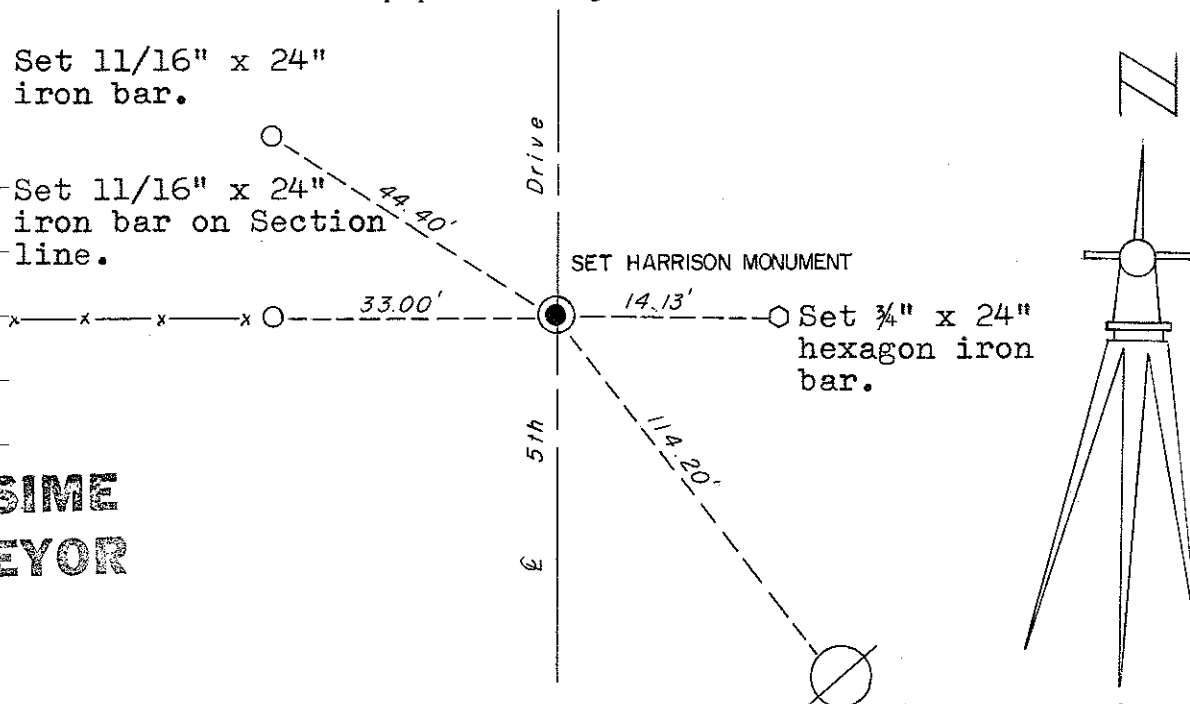 Set 11/16" x 24"
iron bar.
Set 11/16" x 24"
iron bar on Section
line.
44.40'
Drive
SET HARRISON MONUMENT
33.00'
14.13'
Set ¾" x 24"
hexagon iron
bar.
114.20'
℄ 5th
SIME
EYOR
N